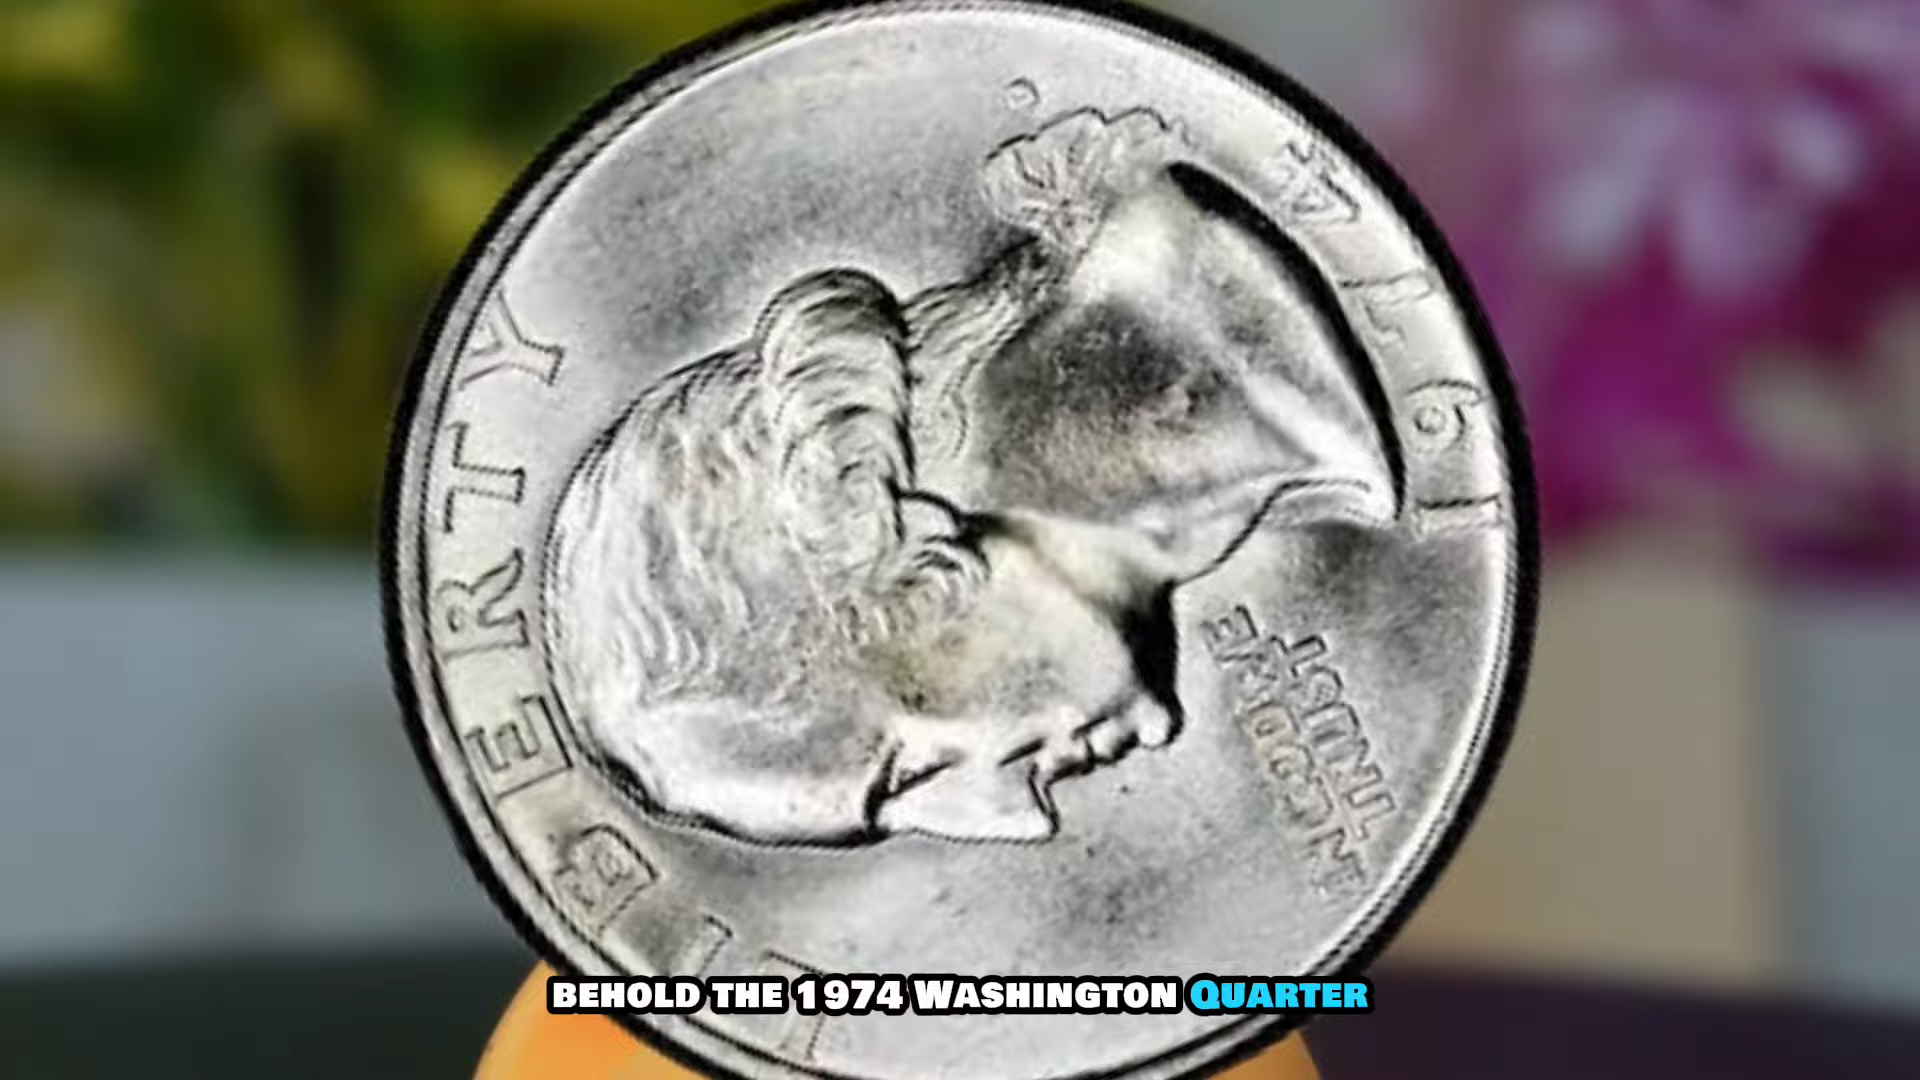 LIBERTY
IN GOD WE
TRUST
1974
BEHOLD THE 1974 WASHINGTON QUARTER